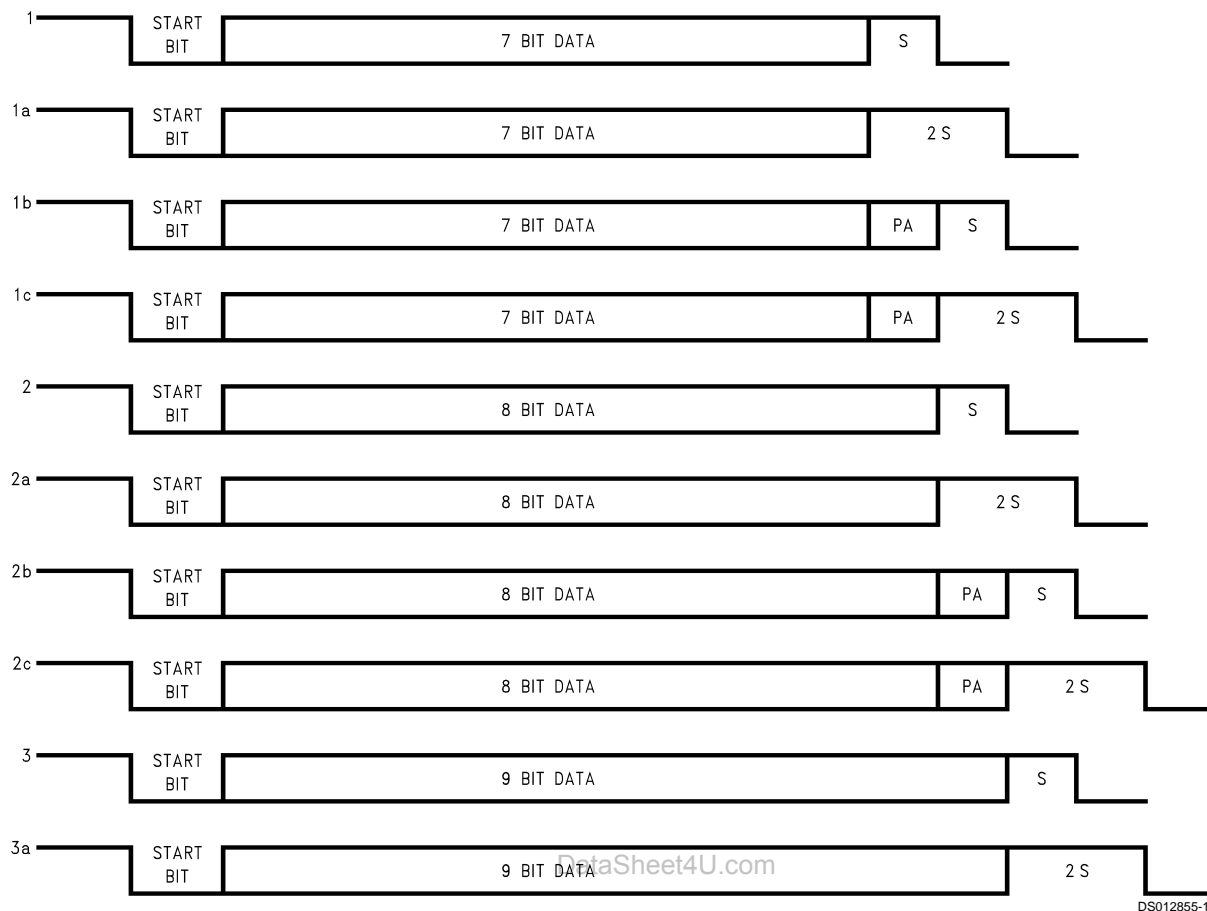 1 START BIT 7 BIT DATA S
1a START BIT 7 BIT DATA 2 S
1b START BIT 7 BIT DATA PA S
1c START BIT 7 BIT DATA PA 2 S
2 START BIT 8 BIT DATA S
2a START BIT 8 BIT DATA 2 S
2b START BIT 8 BIT DATA PA S
2c START BIT 8 BIT DATA PA 2 S
3 START BIT 9 BIT DATA S
3a START BIT 9 BIT DATA 2 S
DataSheet4U.com
DS012855-1